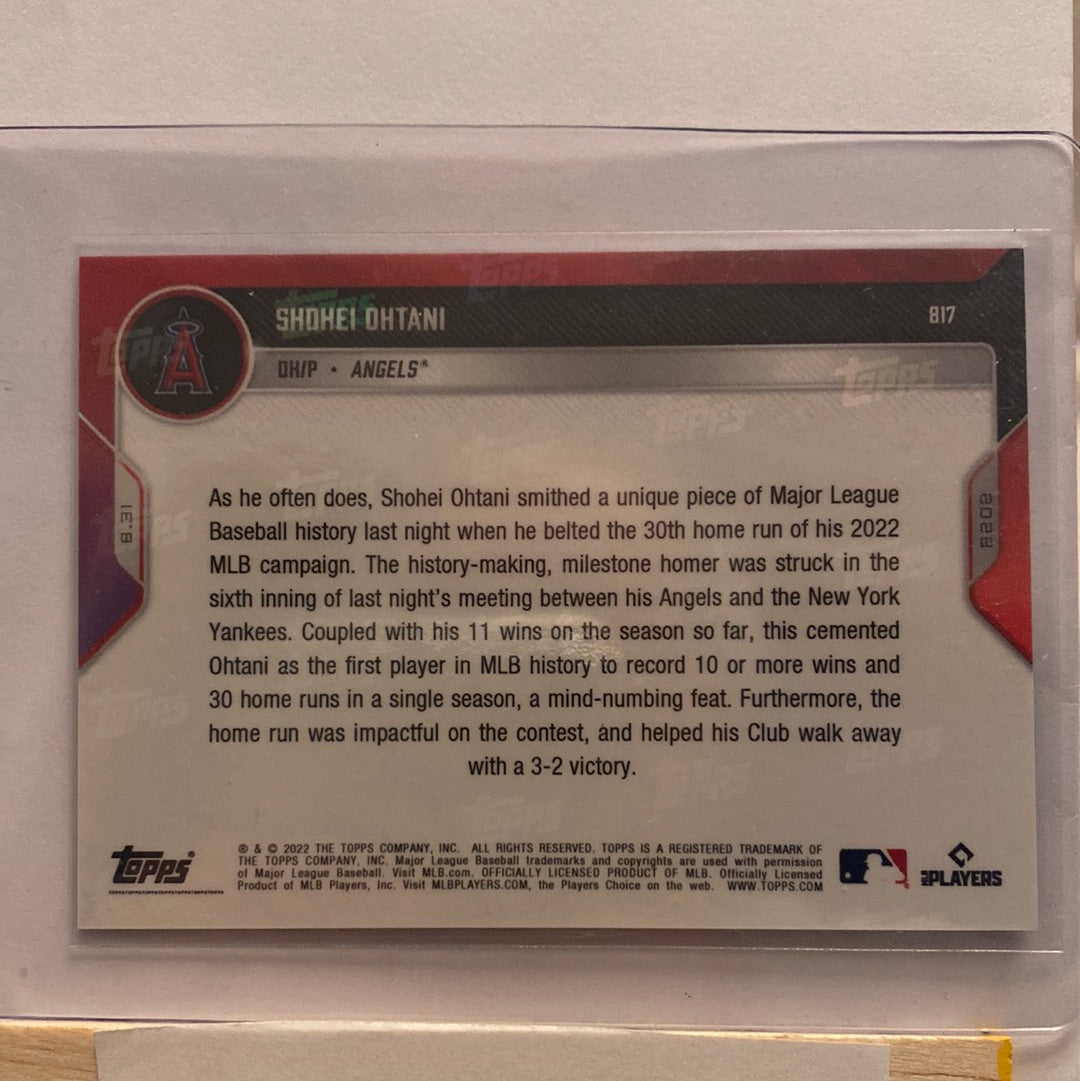 SHOHEI OHTANI
817
DH/P • ANGELS®
8.31
2022
As he often does, Shohei Ohtani smithed a unique piece of Major League
Baseball history last night when he belted the 30th home run of his 2022
MLB campaign. The history-making, milestone homer was struck in the
sixth inning of last night's meeting between his Angels and the New York
Yankees. Coupled with his 11 wins on the season so far, this cemented
Ohtani as the first player in MLB history to record 10 or more wins and
30 home runs in a single season, a mind-numbing feat. Furthermore, the
home run was impactful on the contest, and helped his Club walk away
with a 3-2 victory.
Topps®
® & © 2022 THE TOPPS COMPANY, INC. ALL RIGHTS RESERVED. TOPPS IS A REGISTERED TRADEMARK OF
THE TOPPS COMPANY, INC. Major League Baseball trademarks and copyrights are used with permission
of Major League Baseball. Visit MLB.com. OFFICIALLY LICENSED PRODUCT OF MLB. Officially Licensed
Product of MLB Players, Inc. Visit MLBPLAYERS.COM, the Players Choice on the web. WWW.TOPPS.COM
MLB PLAYERS